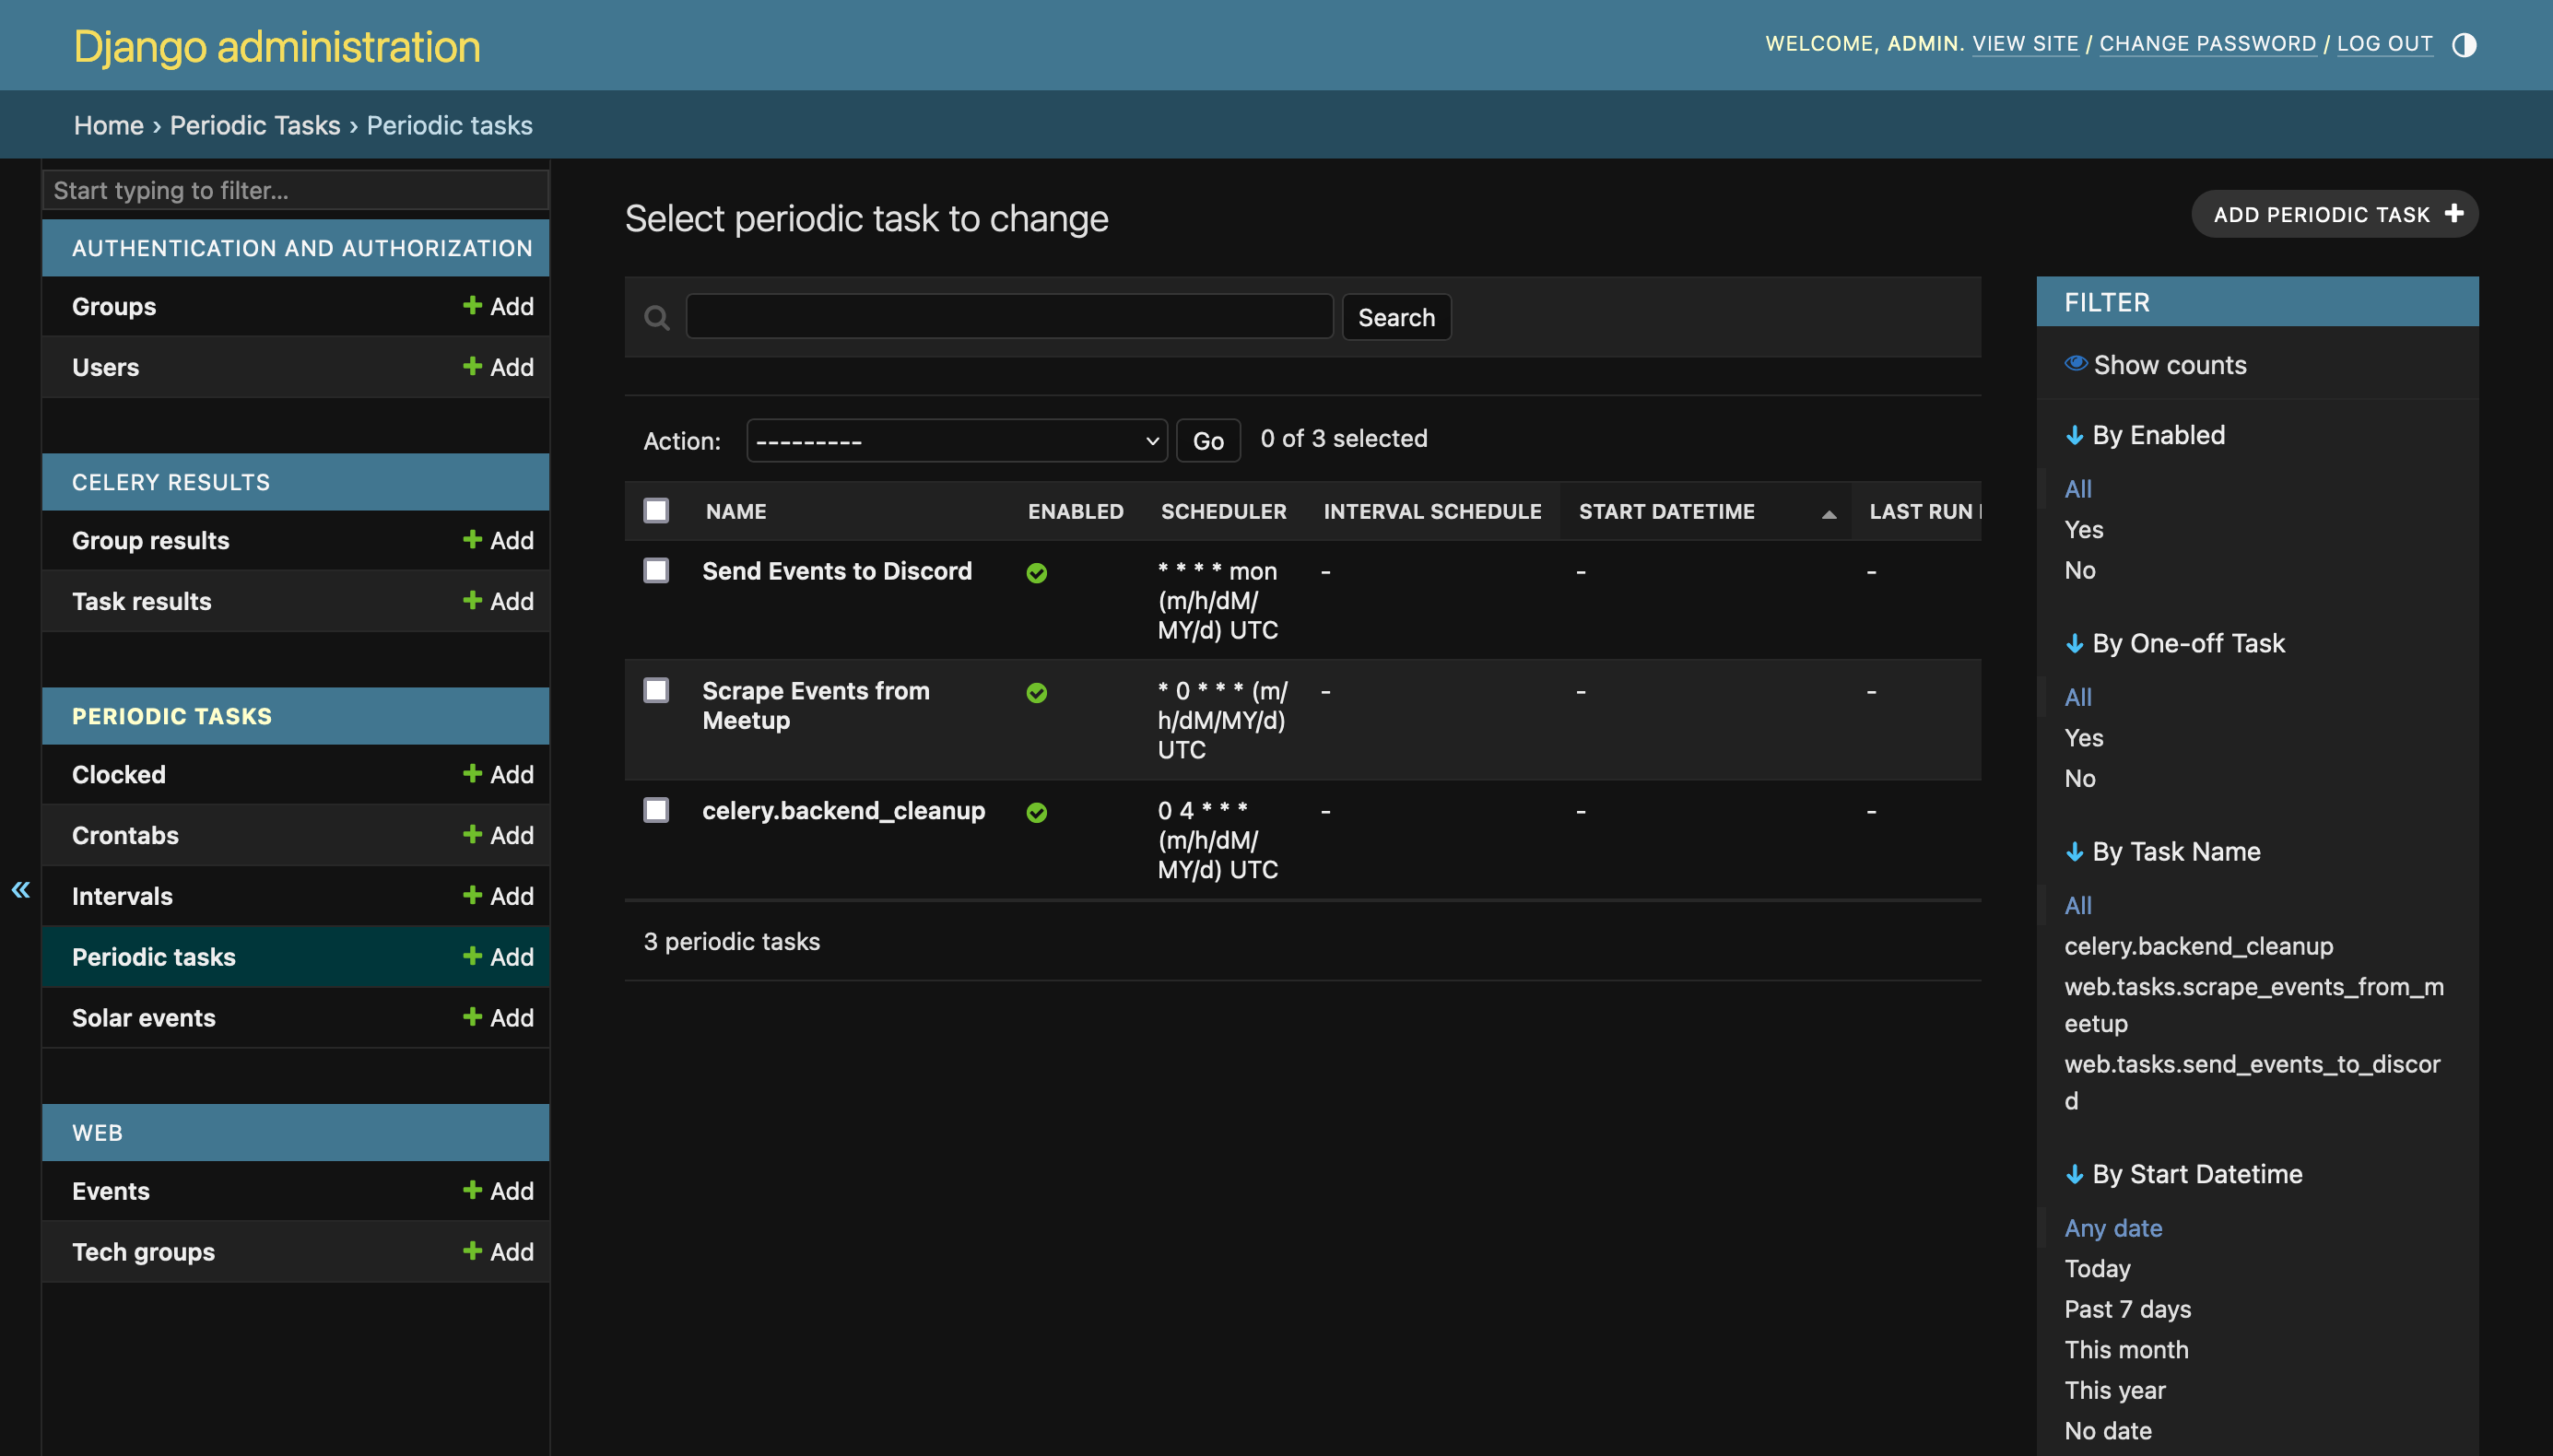 Django administration
WELCOME, ADMIN. VIEW SITE / CHANGE PASSWORD / LOG OUT
Home › Periodic Tasks › Periodic tasks
Start typing to filter...
AUTHENTICATION AND AUTHORIZATION
Groups + Add
Users + Add
CELERY RESULTS
Group results + Add
Task results + Add
PERIODIC TASKS
Clocked + Add
Crontabs + Add
Intervals + Add
Periodic tasks + Add
Solar events + Add
WEB
Events + Add
Tech groups + Add
«
Select periodic task to change
ADD PERIODIC TASK +
Search
Action: --------- Go 0 of 3 selected
NAME ENABLED SCHEDULER INTERVAL SCHEDULE START DATETIME LAST RUN
Send Events to Discord * * * * mon - - -
(m/h/dM/
MY/d) UTC
Scrape Events from * 0 * * * (m/ - - -
Meetup h/dM/MY/d)
UTC
celery.backend_cleanup 0 4 * * * - - -
(m/h/dM/
MY/d) UTC
3 periodic tasks
FILTER
Show counts
↓ By Enabled
All
Yes
No
↓ By One-off Task
All
Yes
No
↓ By Task Name
All
celery.backend_cleanup
web.tasks.scrape_events_from_m
eetup
web.tasks.send_events_to_discor
d
↓ By Start Datetime
Any date
Today
Past 7 days
This month
This year
No date